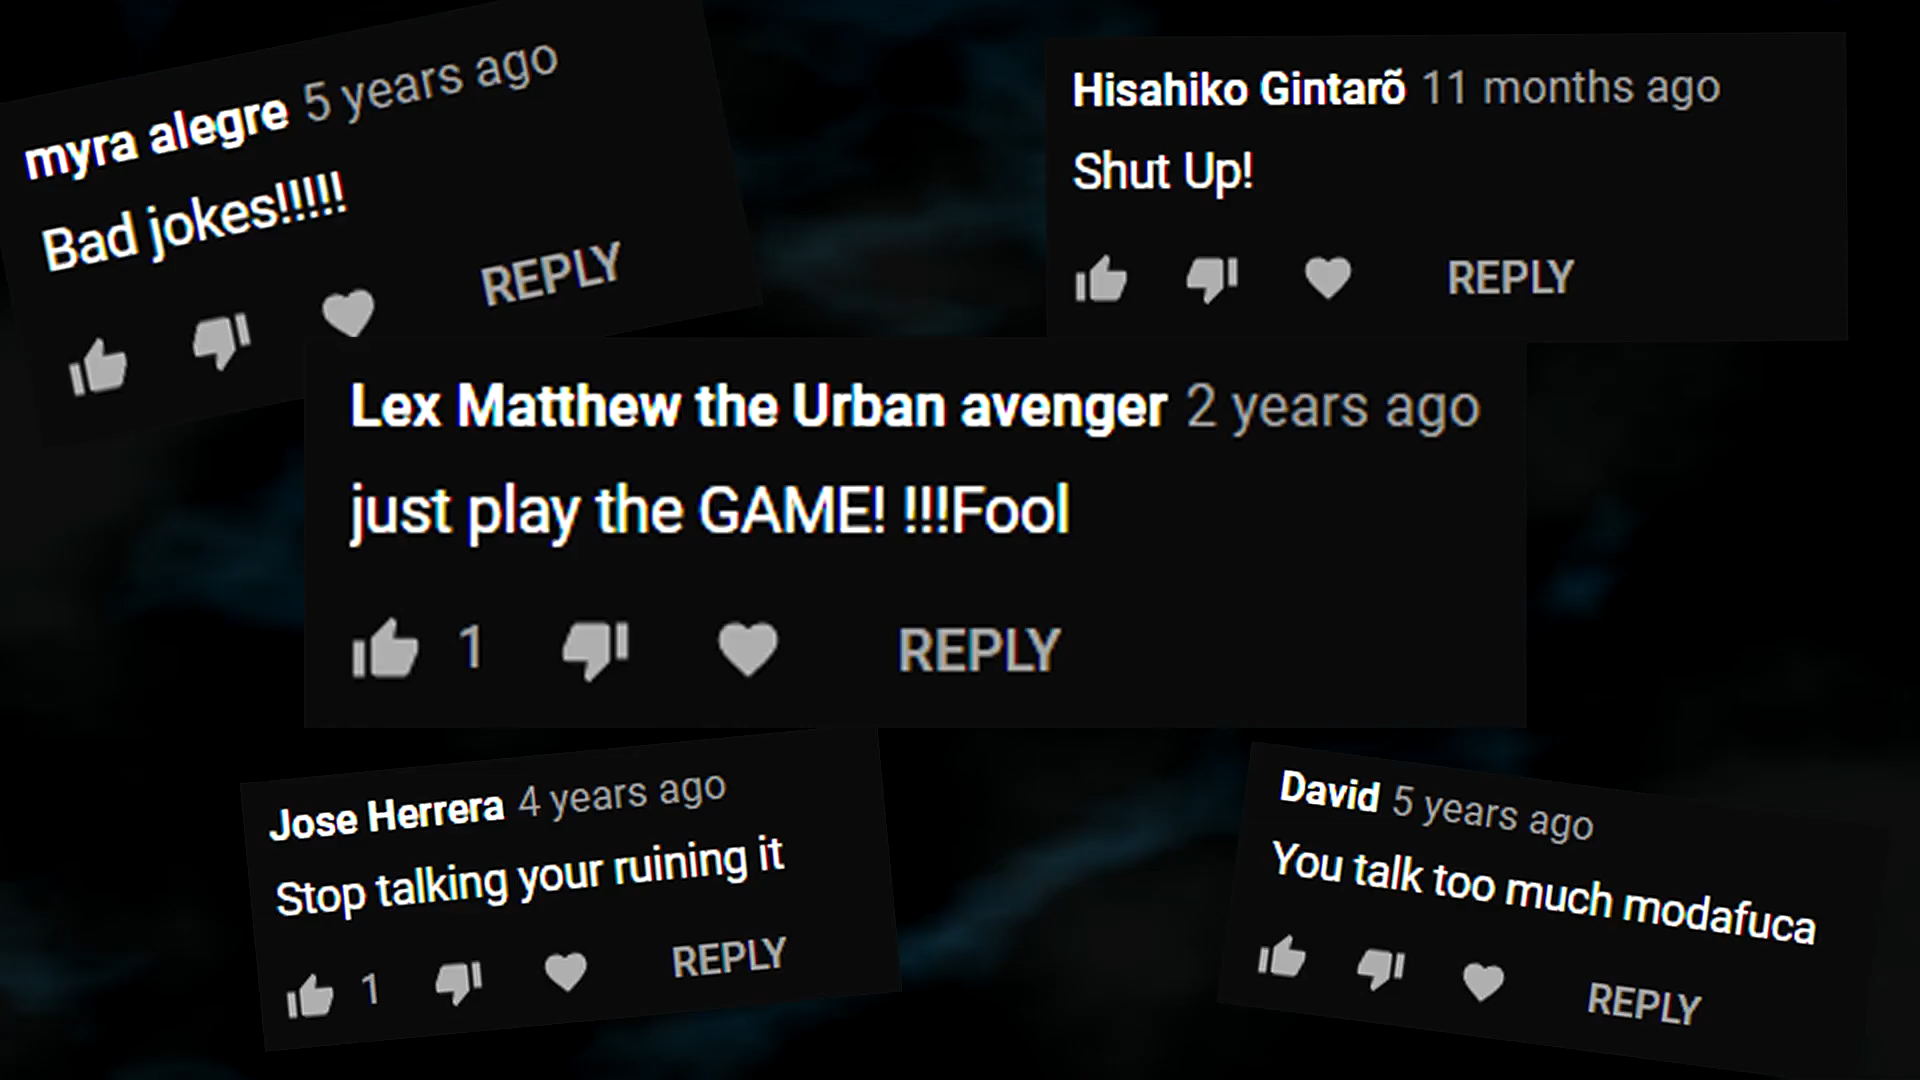 myra alegre 5 years ago
Bad jokes!!!!!
REPLY
Hisahiko Gintarõ 11 months ago
Shut Up!
REPLY
Lex Matthew the Urban avenger 2 years ago
just play the GAME! !!!Fool
1 REPLY
Jose Herrera 4 years ago
Stop talking your ruining it
1 REPLY
David 5 years ago
You talk too much modafuca
REPLY